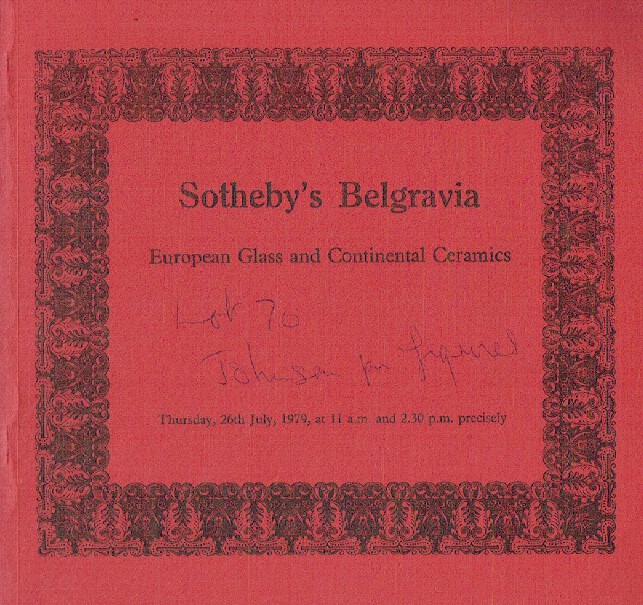 Sotheby's Belgravia
European Glass and Continental Ceramics
Lot 70
Johnson for figures
Thursday, 26th July, 1979, at 11 a.m. and 2.30 p.m. precisely